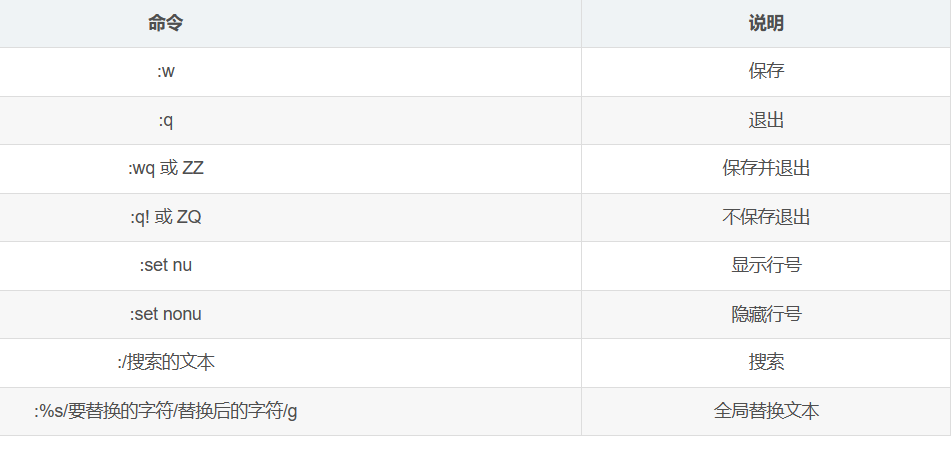 命令 说明
:w 保存
:q 退出
:wq 或 ZZ 保存并退出
:q! 或 ZQ 不保存退出
:set nu 显示行号
:set nonu 隐藏行号
:/搜索的文本 搜索
:%s/要替换的字符/替换后的字符/g 全局替换文本